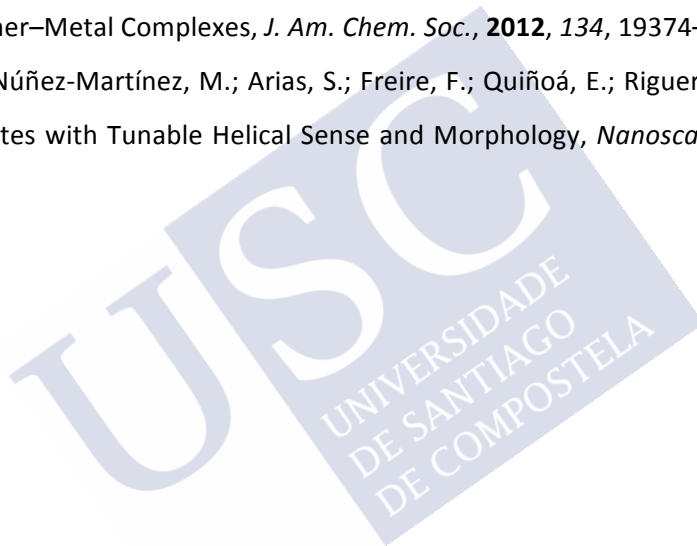 ner–Metal Complexes, J. Am. Chem. Soc., 2012, 134, 19374–
Núñez-Martínez, M.; Arias, S.; Freire, F.; Quiñoá, E.; Riguer
tes with Tunable Helical Sense and Morphology, Nanosca
USC
UNIVERSIDADE
DE SANTIAGO
DE COMPOSTELA